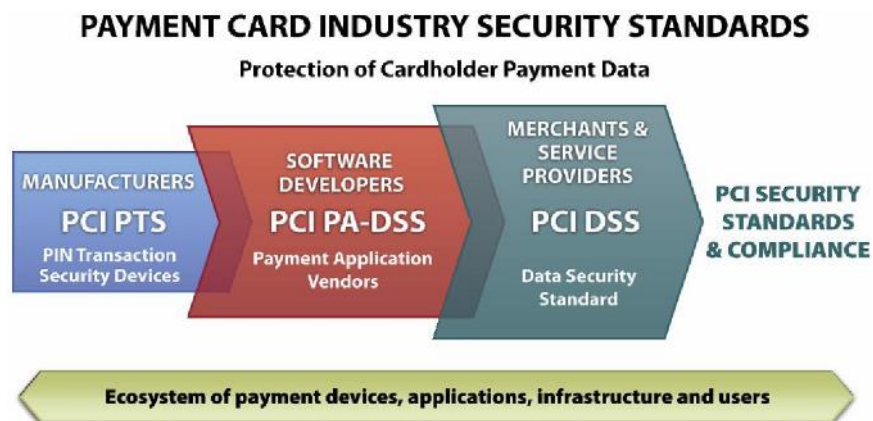 PAYMENT CARD INDUSTRY SECURITY STANDARDS
Protection of Cardholder Payment Data
MANUFACTURERS
PCI PTS
PIN Transaction
Security Devices
SOFTWARE
DEVELOPERS
PCI PA-DSS
Payment Application
Vendors
MERCHANTS &
SERVICE
PROVIDERS
PCI DSS
Data Security
Standard
PCI SECURITY
STANDARDS
& COMPLIANCE
Ecosystem of payment devices, applications, infrastructure and users